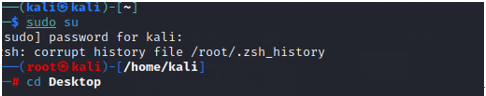 ──(kali㉿kali)-[~]
─$ sudo su
sudo] password for kali:
zsh: corrupt history file /root/.zsh_history
──(root㉿kali)-[/home/kali]
─# cd Desktop